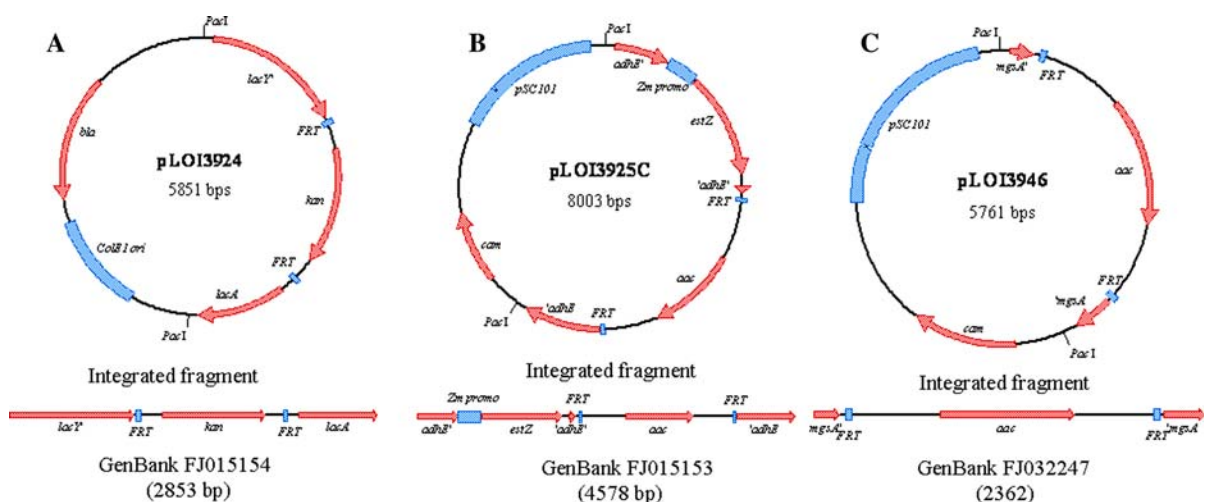 A
PacI
lacY'
FRT
kan
FRT
lacA
PacI
ColE1 ori
bla
pLOI3924
5851 bps
Integrated fragment
lacY'
FRT
kan
FRT
lacA
GenBank FJ015154
(2853 bp)
B
PacI
adhE'
Zm promo
estZ
'adhE'
FRT
aac
FRT
'adhE
PacI
cam
pSC101
pLOI3925C
8003 bps
Integrated fragment
Zm promo
FRT
FRT
adhE'
estZ
'adhE'
aac
'adhE
GenBank FJ015153
(4578 bp)
C
PacI
mgsA'
FRT
aac
FRT
'mgsA
PacI
cam
pSC101
pLOI3946
5761 bps
Integrated fragment
mgsA'
FRT
aac
FRT
'mgsA
GenBank FJ032247
(2362)